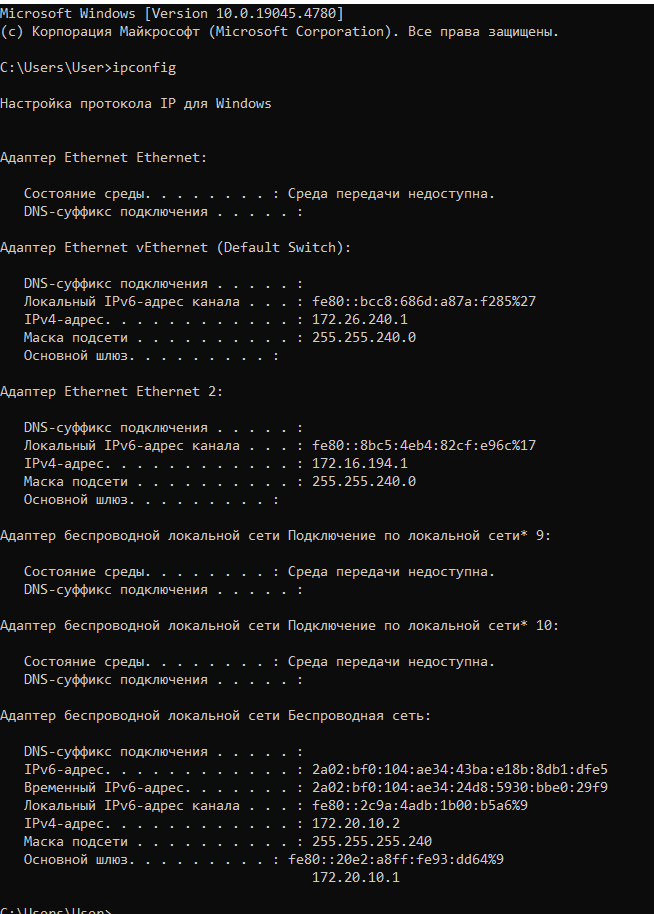 Microsoft Windows [Version 10.0.19045.4780]
(c) Корпорация Майкрософт (Microsoft Corporation). Все права защищены.
C:\Users\User>ipconfig
Настройка протокола IP для Windows
Адаптер Ethernet Ethernet:
Состояние среды. . . . . . . . : Среда передачи недоступна.
DNS-суффикс подключения . . . . . :
Адаптер Ethernet vEthernet (Default Switch):
DNS-суффикс подключения . . . . . :
Локальный IPv6-адрес канала . . . : fe80::bcc8:686d:a87a:f285%27
IPv4-адрес. . . . . . . . . . . . : 172.26.240.1
Маска подсети . . . . . . . . . . : 255.255.240.0
Основной шлюз. . . . . . . . . :
Адаптер Ethernet Ethernet 2:
DNS-суффикс подключения . . . . . :
Локальный IPv6-адрес канала . . . : fe80::8bc5:4eb4:82cf:e96c%17
IPv4-адрес. . . . . . . . . . . . : 172.16.194.1
Маска подсети . . . . . . . . . . : 255.255.240.0
Основной шлюз. . . . . . . . . :
Адаптер беспроводной локальной сети Подключение по локальной сети* 9:
Состояние среды. . . . . . . . : Среда передачи недоступна.
DNS-суффикс подключения . . . . . :
Адаптер беспроводной локальной сети Подключение по локальной сети* 10:
Состояние среды. . . . . . . . : Среда передачи недоступна.
DNS-суффикс подключения . . . . . :
Адаптер беспроводной локальной сети Беспроводная сеть:
DNS-суффикс подключения . . . . . :
IPv6-адрес. . . . . . . . . . . . : 2a02:bf0:104:ae34:43ba:e18b:8db1:dfe5
Временный IPv6-адрес. . . . . . . : 2a02:bf0:104:ae34:24d8:5930:bbe0:29f9
Локальный IPv6-адрес канала . . . : fe80::2c9a:4adb:1b00:b5a6%9
IPv4-адрес. . . . . . . . . . . . : 172.20.10.2
Маска подсети . . . . . . . . . . : 255.255.255.240
Основной шлюз. . . . . . . . . : fe80::20e2:a8ff:fe93:dd64%9
172.20.10.1
C:\Users\User>